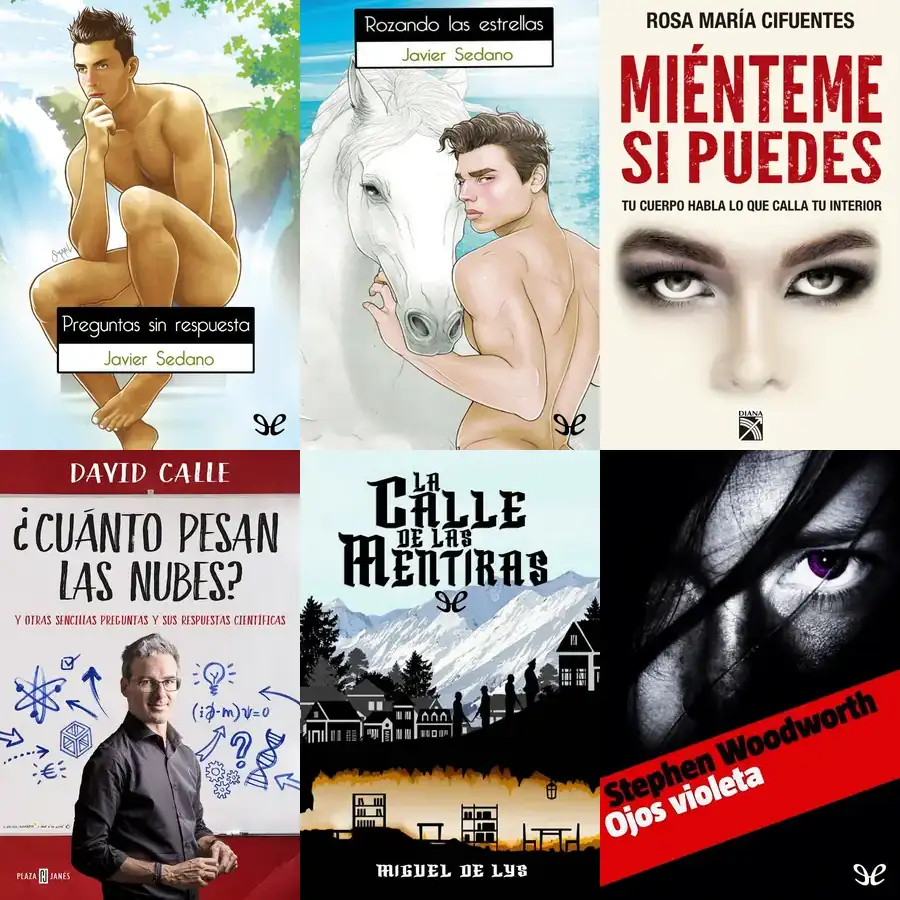 Preguntas sin respuesta
Javier Sedano
Rozando las estrellas
Javier Sedano
ROSA MARÍA CIFUENTES
MIÉNTEME
SI PUEDES
TU CUERPO HABLA LO QUE CALLA TU INTERIOR
DIANA
DAVID CALLE
¿CUÁNTO PESAN
LAS NUBES?
Y OTRAS SENCILLAS PREGUNTAS Y SUS RESPUESTAS CIENTÍFICAS
(i∂-m)ψ=0
?
€
PLAZA JANÉS
LA
CALLE
DE LAS
MENTIRAS
MIGUEL DE LYS
Stephen Woodworth
Ojos violeta